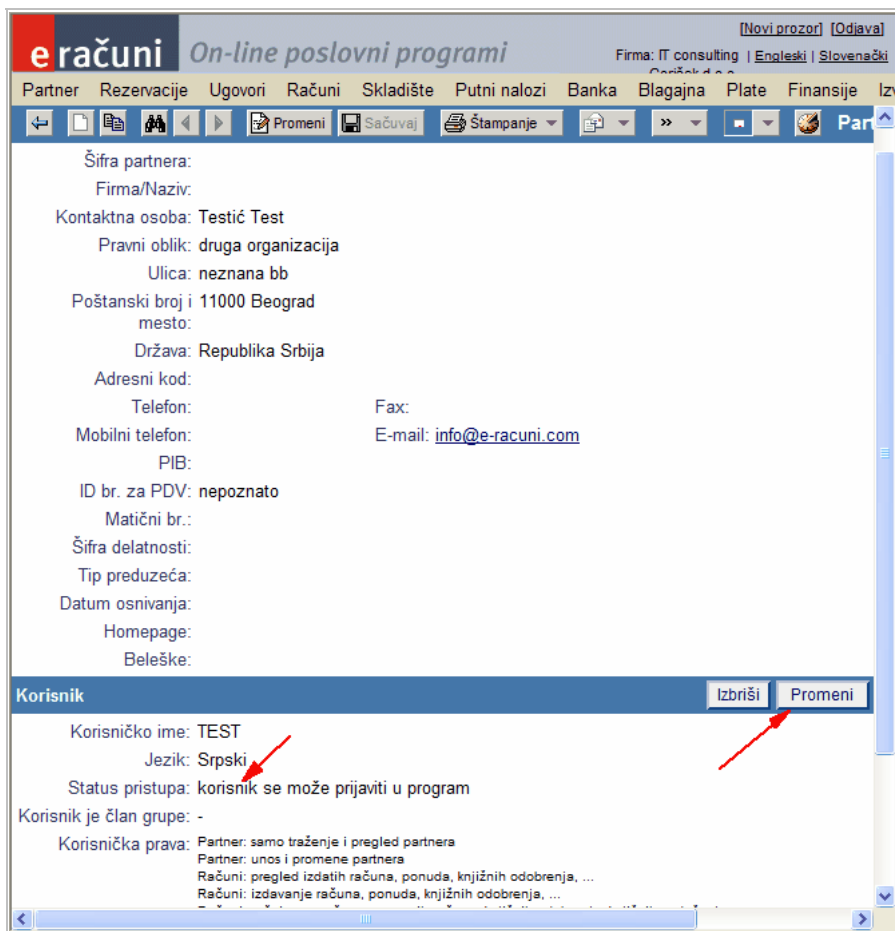 [Novi prozor] [Odjava]
e računi On-line poslovni programi
Firma: IT consulting | Engleski | Slovenački
Partner Rezervacije Ugovori Računi Skladište Putni nalozi Banka Blagajna Plate Finansije
Promeni Sačuvaj Štampanje
Šifra partnera:
Firma/Naziv:
Kontaktna osoba: Testić Test
Pravni oblik: druga organizacija
Ulica: neznana bb
Poštanski broj i 11000 Beograd
mesto:
Država: Republika Srbija
Adresni kod:
Telefon: Fax:
Mobilni telefon: E-mail: info@e-racuni.com
PIB:
ID br. za PDV: nepoznato
Matični br.:
Šifra delatnosti:
Tip preduzeća:
Datum osnivanja:
Homepage:
Beleške:
Korisnik Izbriši Promeni
Korisničko ime: TEST
Jezik: Srpski
Status pristupa: korisnik se može prijaviti u program
Korisnik je član grupe: -
Korisnička prava: Partner: samo traženje i pregled partnera
Partner: unos i promene partnera
Računi: pregled izdatih računa, ponuda, knjižnih odobrenja, ...
Računi: izdavanje računa, ponuda, knjižnih odobrenja, ...